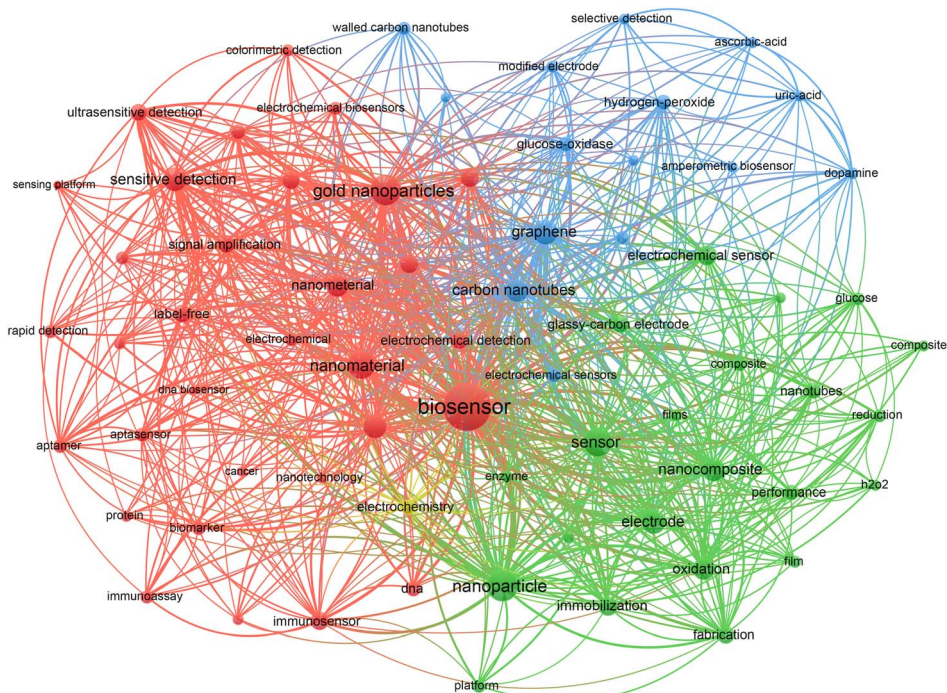 selective detection
walled carbon nanotubes
ascorbic-acid
colorimetric detection
modified electrode
uric-acid
hydrogen-peroxide
electrochemical biosensors
ultrasensitive detection
glucose-oxidase
amperometric biosensor
dopamine
sensitive detection
sensing platform
gold nanoparticles
graphene
signal amplification
electrochemical sensor
nanometerial
carbon nanotubes
glucose
label-free
glassy-carbon electrode
rapid detection
electrochemical
electrochemical detection
composite
nanomaterial
composite
electrochemical sensors
dna biosensor
nanotubes
biosensor
films
reduction
aptasensor
aptamer
sensor
cancer
nanotechnology
enzyme
nanocomposite
h2o2
performance
electrochemistry
protein
biomarker
electrode
film
oxidation
nanoparticle
dna
immunoassay
immobilization
immunosensor
fabrication
platform